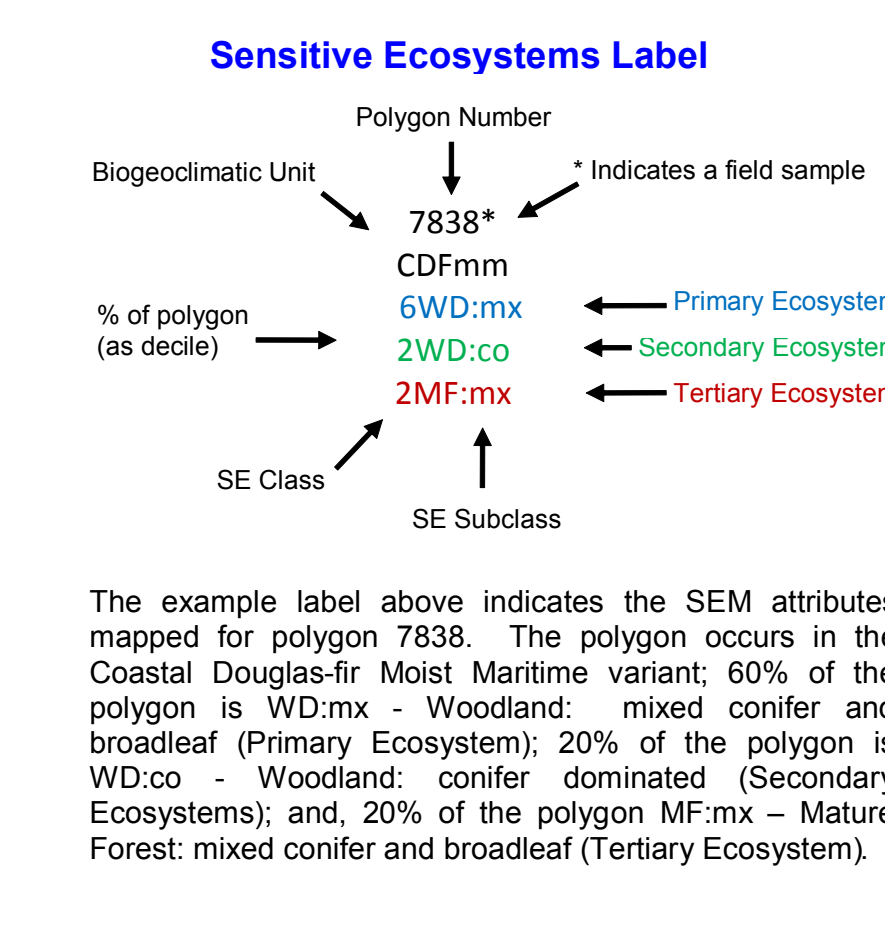 Sensitive Ecosystems Label
Polygon Number
Biogeoclimatic Unit
* Indicates a field sample
7838*
CDFmm
6WD:mx
Primary Ecosyster
% of polygon
(as decile)
2WD:co
Secondary Ecosyster
2MF:mx
Tertiary Ecosyster
SE Class
SE Subclass
The example label above indicates the SEM attributes
mapped for polygon 7838. The polygon occurs in the
Coastal Douglas-fir Moist Maritime variant; 60% of the
polygon is WD:mx - Woodland: mixed conifer and
broadleaf (Primary Ecosystem); 20% of the polygon is
WD:co - Woodland: conifer dominated (Secondary
Ecosystems); and, 20% of the polygon MF:mx – Mature
Forest: mixed conifer and broadleaf (Tertiary Ecosystem).